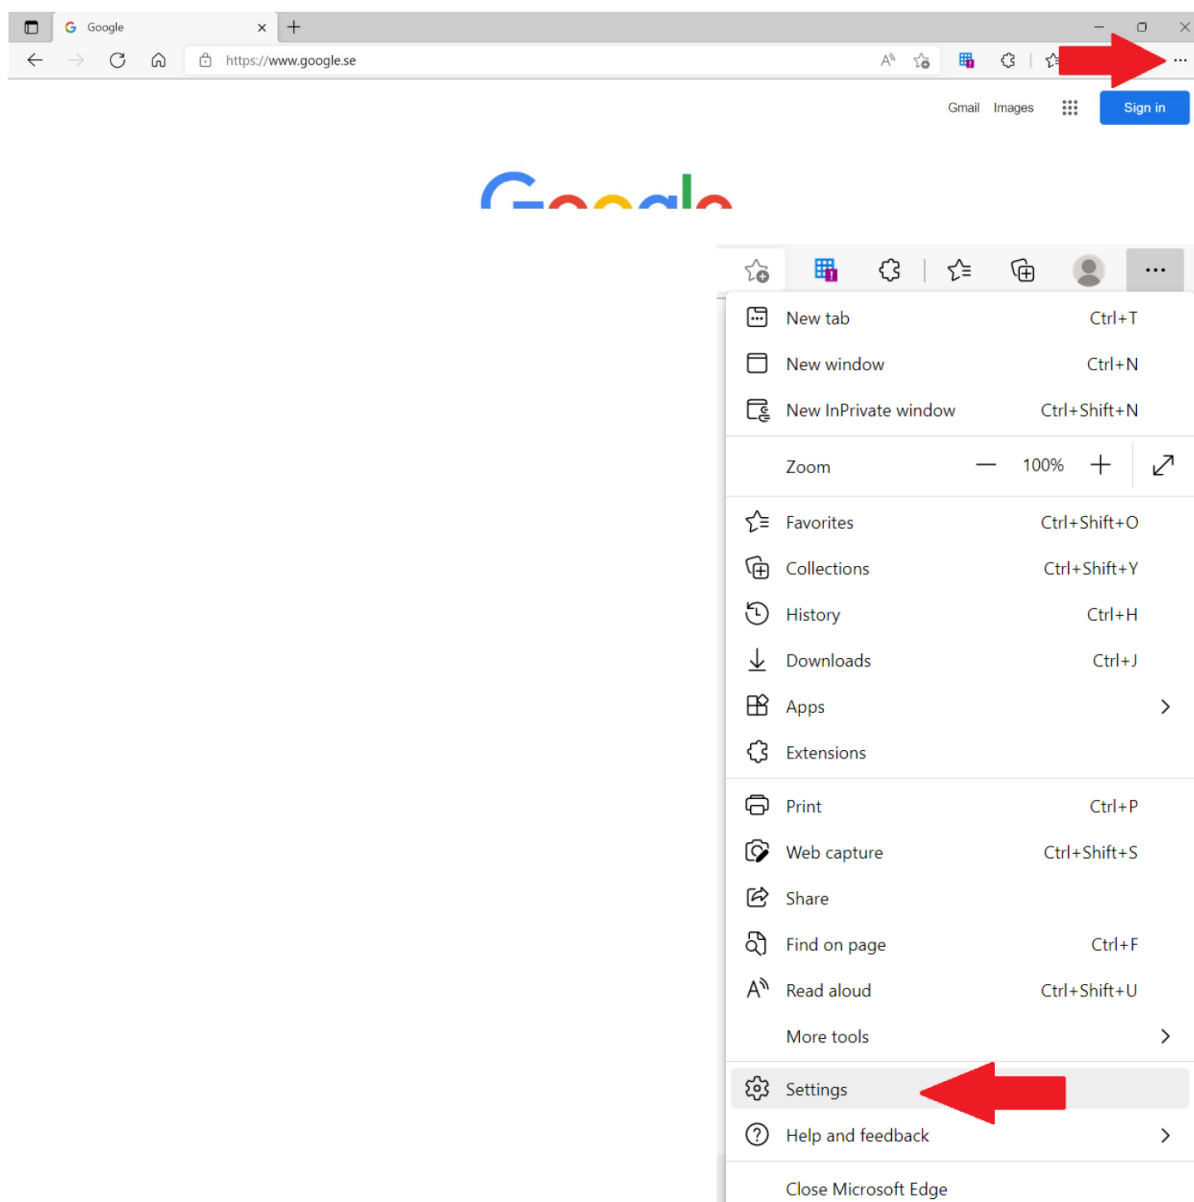 Google
https://www.google.se
Gmail Images Sign in
Google
New tab Ctrl+T
New window Ctrl+N
New InPrivate window Ctrl+Shift+N
Zoom 100%
Favorites Ctrl+Shift+O
Collections Ctrl+Shift+Y
History Ctrl+H
Downloads Ctrl+J
Apps
Extensions
Print Ctrl+P
Web capture Ctrl+Shift+S
Share
Find on page Ctrl+F
Read aloud Ctrl+Shift+U
More tools
Settings
Help and feedback
Close Microsoft Edge